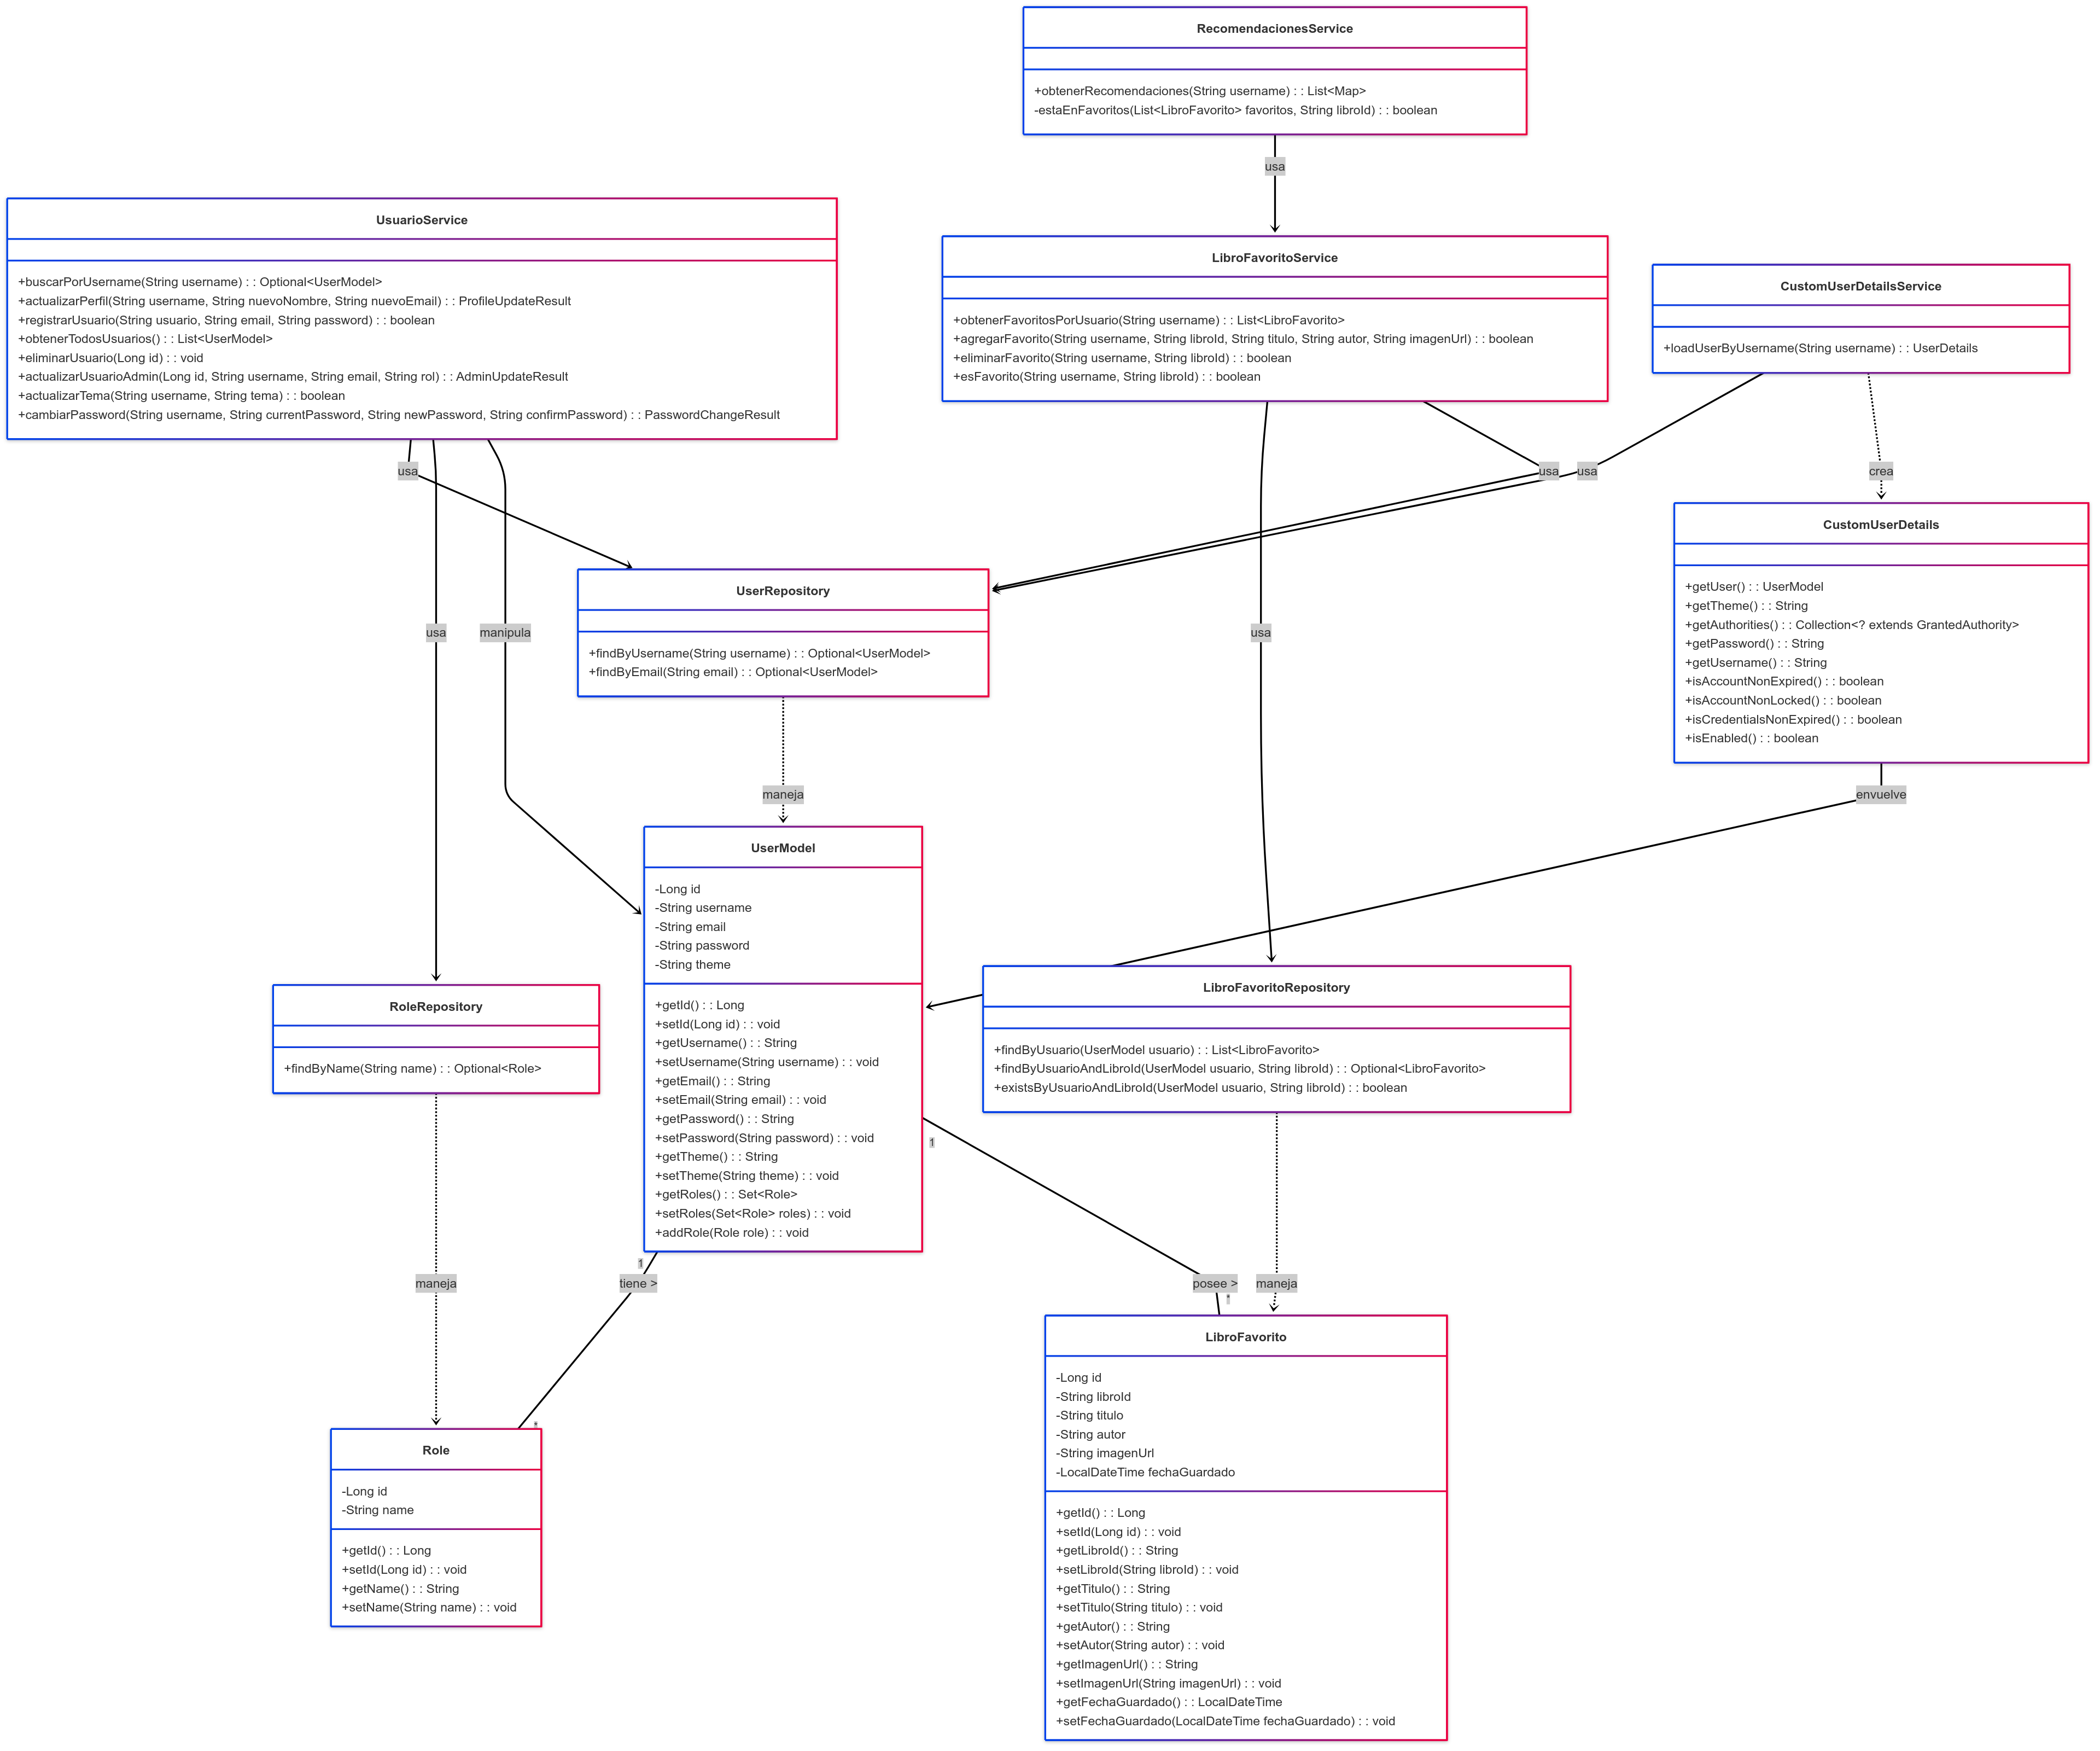 RecomendacionesService
+obtenerRecomendaciones(String username) : : List<Map>
-estaEnFavoritos(List<LibroFavorito> favoritos, String libroId) : : boolean
usa
UsuarioService
+buscarPorUsername(String username) : : Optional<UserModel>
+actualizarPerfil(String username, String nuevoNombre, String nuevoEmail) : : ProfileUpdateResult
+registrarUsuario(String usuario, String email, String password) : : boolean
+obtenerTodosUsuarios() : : List<UserModel>
+eliminarUsuario(Long id) : : void
+actualizarUsuarioAdmin(Long id, String username, String email, String rol) : : AdminUpdateResult
+actualizarTema(String username, String tema) : : boolean
+cambiarPassword(String username, String currentPassword, String newPassword, String confirmPassword) : : PasswordChangeResult
LibroFavoritoService
+obtenerFavoritosPorUsuario(String username) : : List<LibroFavorito>
+agregarFavorito(String username, String libroId, String titulo, String autor, String imagenUrl) : : boolean
+eliminarFavorito(String username, String libroId) : : boolean
+esFavorito(String username, String libroId) : : boolean
CustomUserDetailsService
+loadUserByUsername(String username) : : UserDetails
usa
usa
usa
crea
CustomUserDetails
+getUser() : : UserModel
+getTheme() : : String
+getAuthorities() : : Collection<? extends GrantedAuthority>
+getPassword() : : String
+getUsername() : : String
+isAccountNonExpired() : : boolean
+isAccountNonLocked() : : boolean
+isCredentialsNonExpired() : : boolean
+isEnabled() : : boolean
UserRepository
+findByUsername(String username) : : Optional<UserModel>
+findByEmail(String email) : : Optional<UserModel>
usa
manipula
usa
maneja
envuelve
UserModel
-Long id
-String username
-String email
-String password
-String theme
+getId() : : Long
+setId(Long id) : : void
+getUsername() : : String
+setUsername(String username) : : void
+getEmail() : : String
+setEmail(String email) : : void
+getPassword() : : String
+setPassword(String password) : : void
+getTheme() : : String
+setTheme(String theme) : : void
+getRoles() : : Set<Role>
+setRoles(Set<Role> roles) : : void
+addRole(Role role) : : void
RoleRepository
+findByName(String name) : : Optional<Role>
LibroFavoritoRepository
+findByUsuario(UserModel usuario) : : List<LibroFavorito>
+findByUsuarioAndLibroId(UserModel usuario, String libroId) : : Optional<LibroFavorito>
+existsByUsuarioAndLibroId(UserModel usuario, String libroId) : : boolean
1
1
maneja
tiene >
posee >
maneja
*
*
Role
-Long id
-String name
+getId() : : Long
+setId(Long id) : : void
+getName() : : String
+setName(String name) : : void
LibroFavorito
-Long id
-String libroId
-String titulo
-String autor
-String imagenUrl
-LocalDateTime fechaGuardado
+getId() : : Long
+setId(Long id) : : void
+getLibroId() : : String
+setLibroId(String libroId) : : void
+getTitulo() : : String
+setTitulo(String titulo) : : void
+getAutor() : : String
+setAutor(String autor) : : void
+getImagenUrl() : : String
+setImagenUrl(String imagenUrl) : : void
+getFechaGuardado() : : LocalDateTime
+setFechaGuardado(LocalDateTime fechaGuardado) : : void